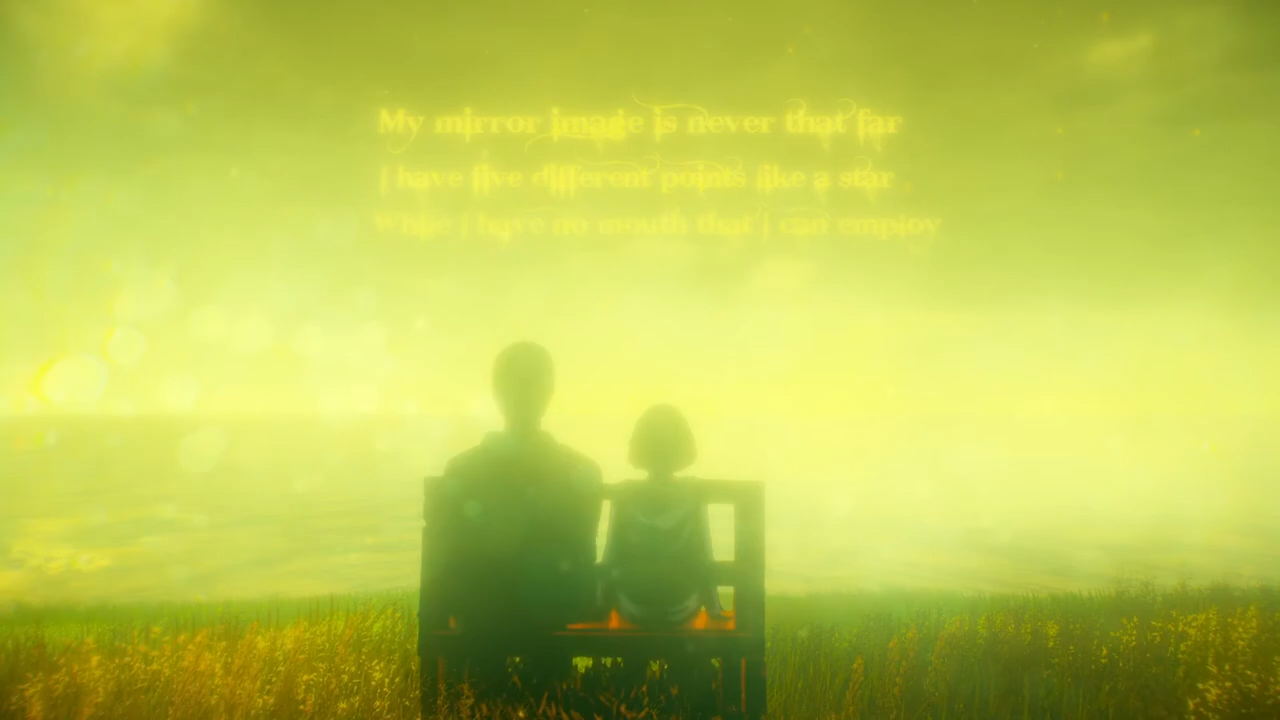 My mirror image is never that far
I have five different points like a star
While I have no mouth that I can employ